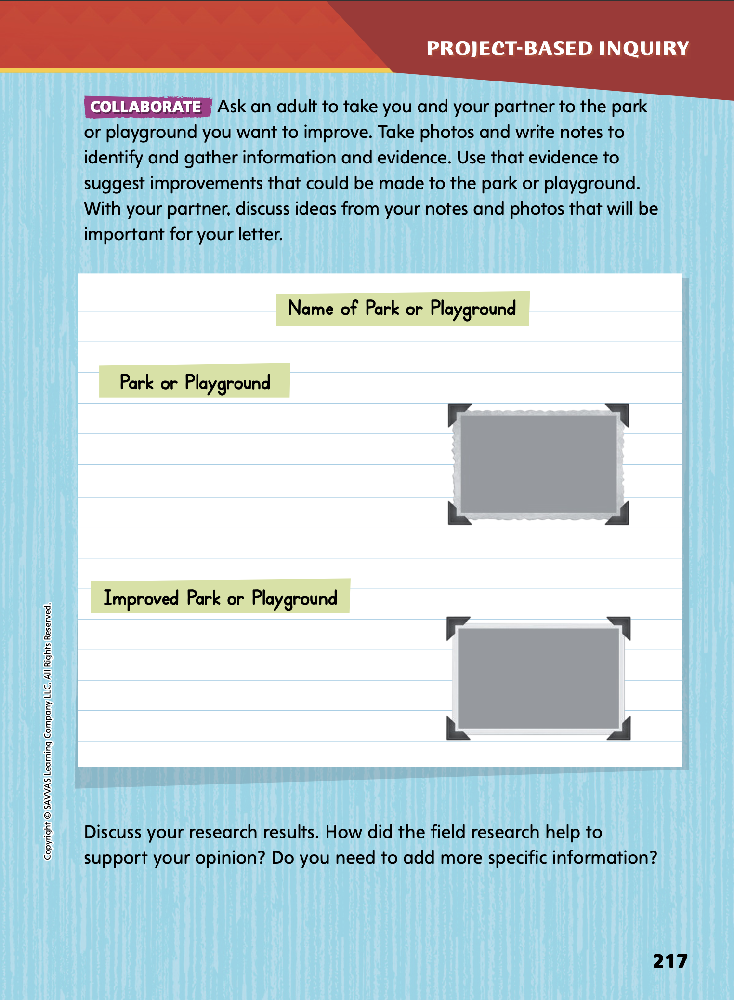 PROJECT-BASED INQUIRY
COLLABORATE Ask an adult to take you and your partner to the park
or playground you want to improve. Take photos and write notes to
identify and gather information and evidence. Use that evidence to
suggest improvements that could be made to the park or playground.
With your partner, discuss ideas from your notes and photos that will be
important for your letter.
Name of Park or Playground
Park or Playground
Improved Park or Playground
Copyright © SAVVAS Learning Company LLC. All Rights Reserved.
Discuss your research results. How did the field research help to
support your opinion? Do you need to add more specific information?
217